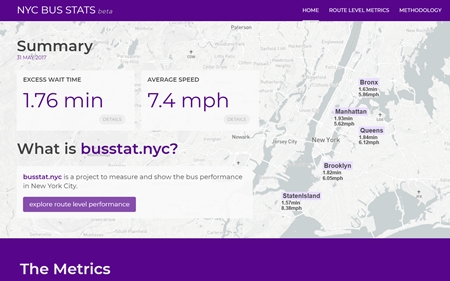 NYC BUS STATS beta
HOME ROUTE LEVEL METRICS METHODOLOGY
Summary
31 MAY 2017
EXCESS WAIT TIME
1.76 min
DETAILS
AVERAGE SPEED
7.4 mph
DETAILS
What is busstat.nyc?
busstat.nyc is a project to measure and show the bus performance
in New York City.
explore route level performance
Paterson
Newark
Jersey City
New York
Bronx
1.63min
5.86mph
Manhattan
1.93min
5.62mph
Queens
1.84min
6.12mph
Brooklyn
1.82min
6.05mph
StatenIsland
1.57min
8.38mph
The Metrics